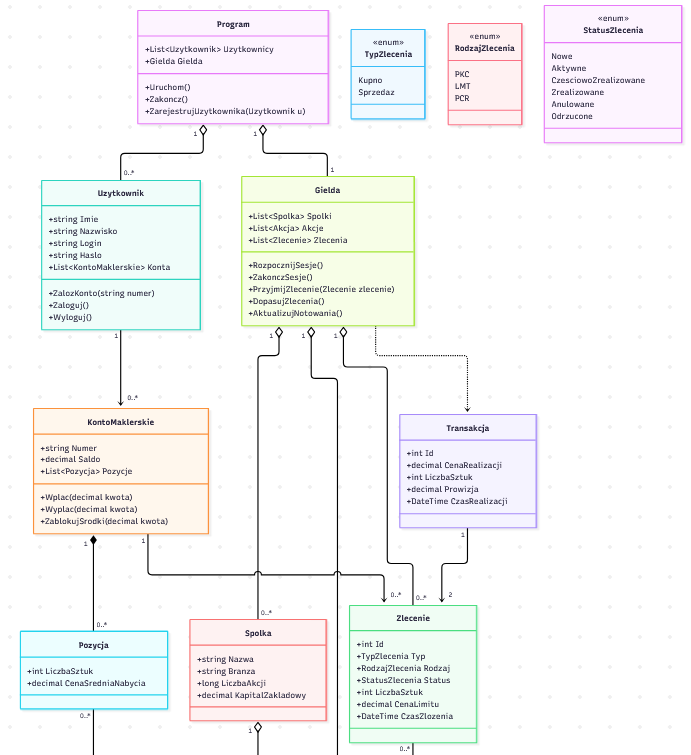 Program
+List<Uzytkownik> Uzytkownicy
+Gielda Gielda
+Uruchom()
+Zakoncz()
+ZarejestrujUzytkownika(Uzytkownik u)
«enum»
TypZlecenia
Kupno
Sprzedaz
«enum»
RodzajZlecenia
PKC
LMT
PCR
«enum»
StatusZlecenia
Nowe
Aktywne
CzesciowoZrealizowane
Zrealizowane
Anulowane
Odrzucone
1
1
0..*
1
Uzytkownik
+string Imie
+string Nazwisko
+string Login
+string Haslo
+List<KontoMaklerskie> Konta
+ZalozKonto(string numer)
+Zaloguj()
+Wyloguj()
Gielda
+List<Spolka> Spolki
+List<Akcja> Akcje
+List<Zlecenie> Zlecenia
+RozpocznijSesje()
+ZakonczSesje()
+PrzyjmijZlecenie(Zlecenie zlecenie)
+DopasujZlecenia()
+AktualizujNotowania()
1
1
1
1
0..*
KontoMaklerskie
+string Numer
+decimal Saldo
+List<Pozycja> Pozycje
+Wplac(decimal kwota)
+Wyplac(decimal kwota)
+ZablokujSrodki(decimal kwota)
Transakcja
+int Id
+decimal CenaRealizacji
+int LiczbaSztuk
+decimal Prowizja
+DateTime CzasRealizacji
1
1
1
0..*
0..*
2
0..*
0..*
Pozycja
+int LiczbaSztuk
+decimal CenaSredniaNabycia
Spolka
+string Nazwa
+string Branza
+long LiczbaAkcji
+decimal KapitalZakladowy
Zlecenie
+int Id
+TypZlecenia Typ
+RodzajZlecenia Rodzaj
+StatusZlecenia Status
+int LiczbaSztuk
+decimal CenaLimitu
+DateTime CzasZlozenia
0..*
1
0..*